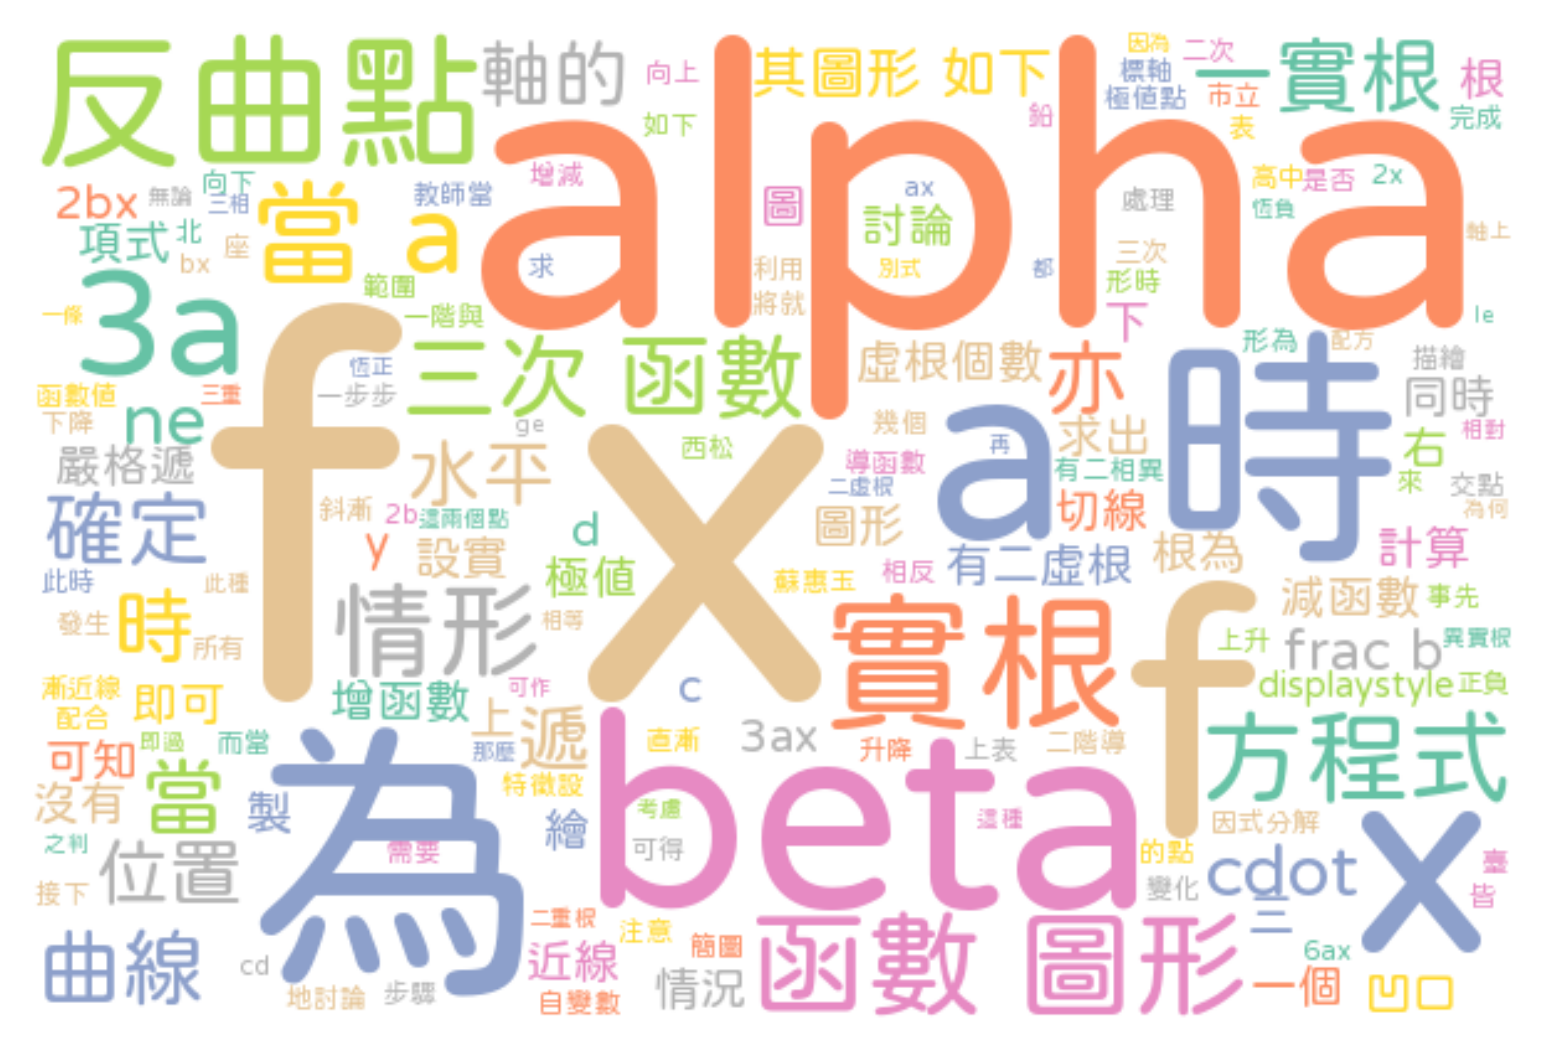 反曲點 軸的 向上 其圖形 如下 因為 二次 一實根 根
標軸 極值點 市立 完成
如下 鉛 表
alpha
2bx 無論 向下 三相 當 a 教師當 增減 圖 ax 處理 高中 是否 2x
項式 北 座 討論 恆負 軸上
bx 求 利用 別式 都 三次
3a 範圍 將就 形時
一條 一階與 下 le
f x 三次 函數 虛根個數 亦 形為 配方 描繪
函數值 三重 恆正 一步步 a 時 同時
下降 ne ge 幾個 再 求出 右 相對
嚴格遞 水平 西松 導函數 有二相異 來 交點
確定 斜漸 2b 這兩個點 二虛根 圖形 切線 為何
y 設實 d 有二虛根 根為 計算
此時 此種 極值 蘇惠玉 相反 f 減函數 事先
發生 時 所有 情形 相等 實根 上升 frac b 異實根
漸近線 即可 增函數 可作 c displaystyle 正負
配合 上 遞 beta 方程式
可知 即過 而當 那麼 直漸 3ax 升降 上表 二階導
沒有 當 製 為 特徵設 考慮 這種 因式分解 x
之判 需要 繪 可得 的點 cdot 臺
接下 位置 變化 皆
二重根 注意 函數 圖形 三
曲線 cd 近線 簡圖 6ax
地討論 步驟 自變數 情況 一個 凹口